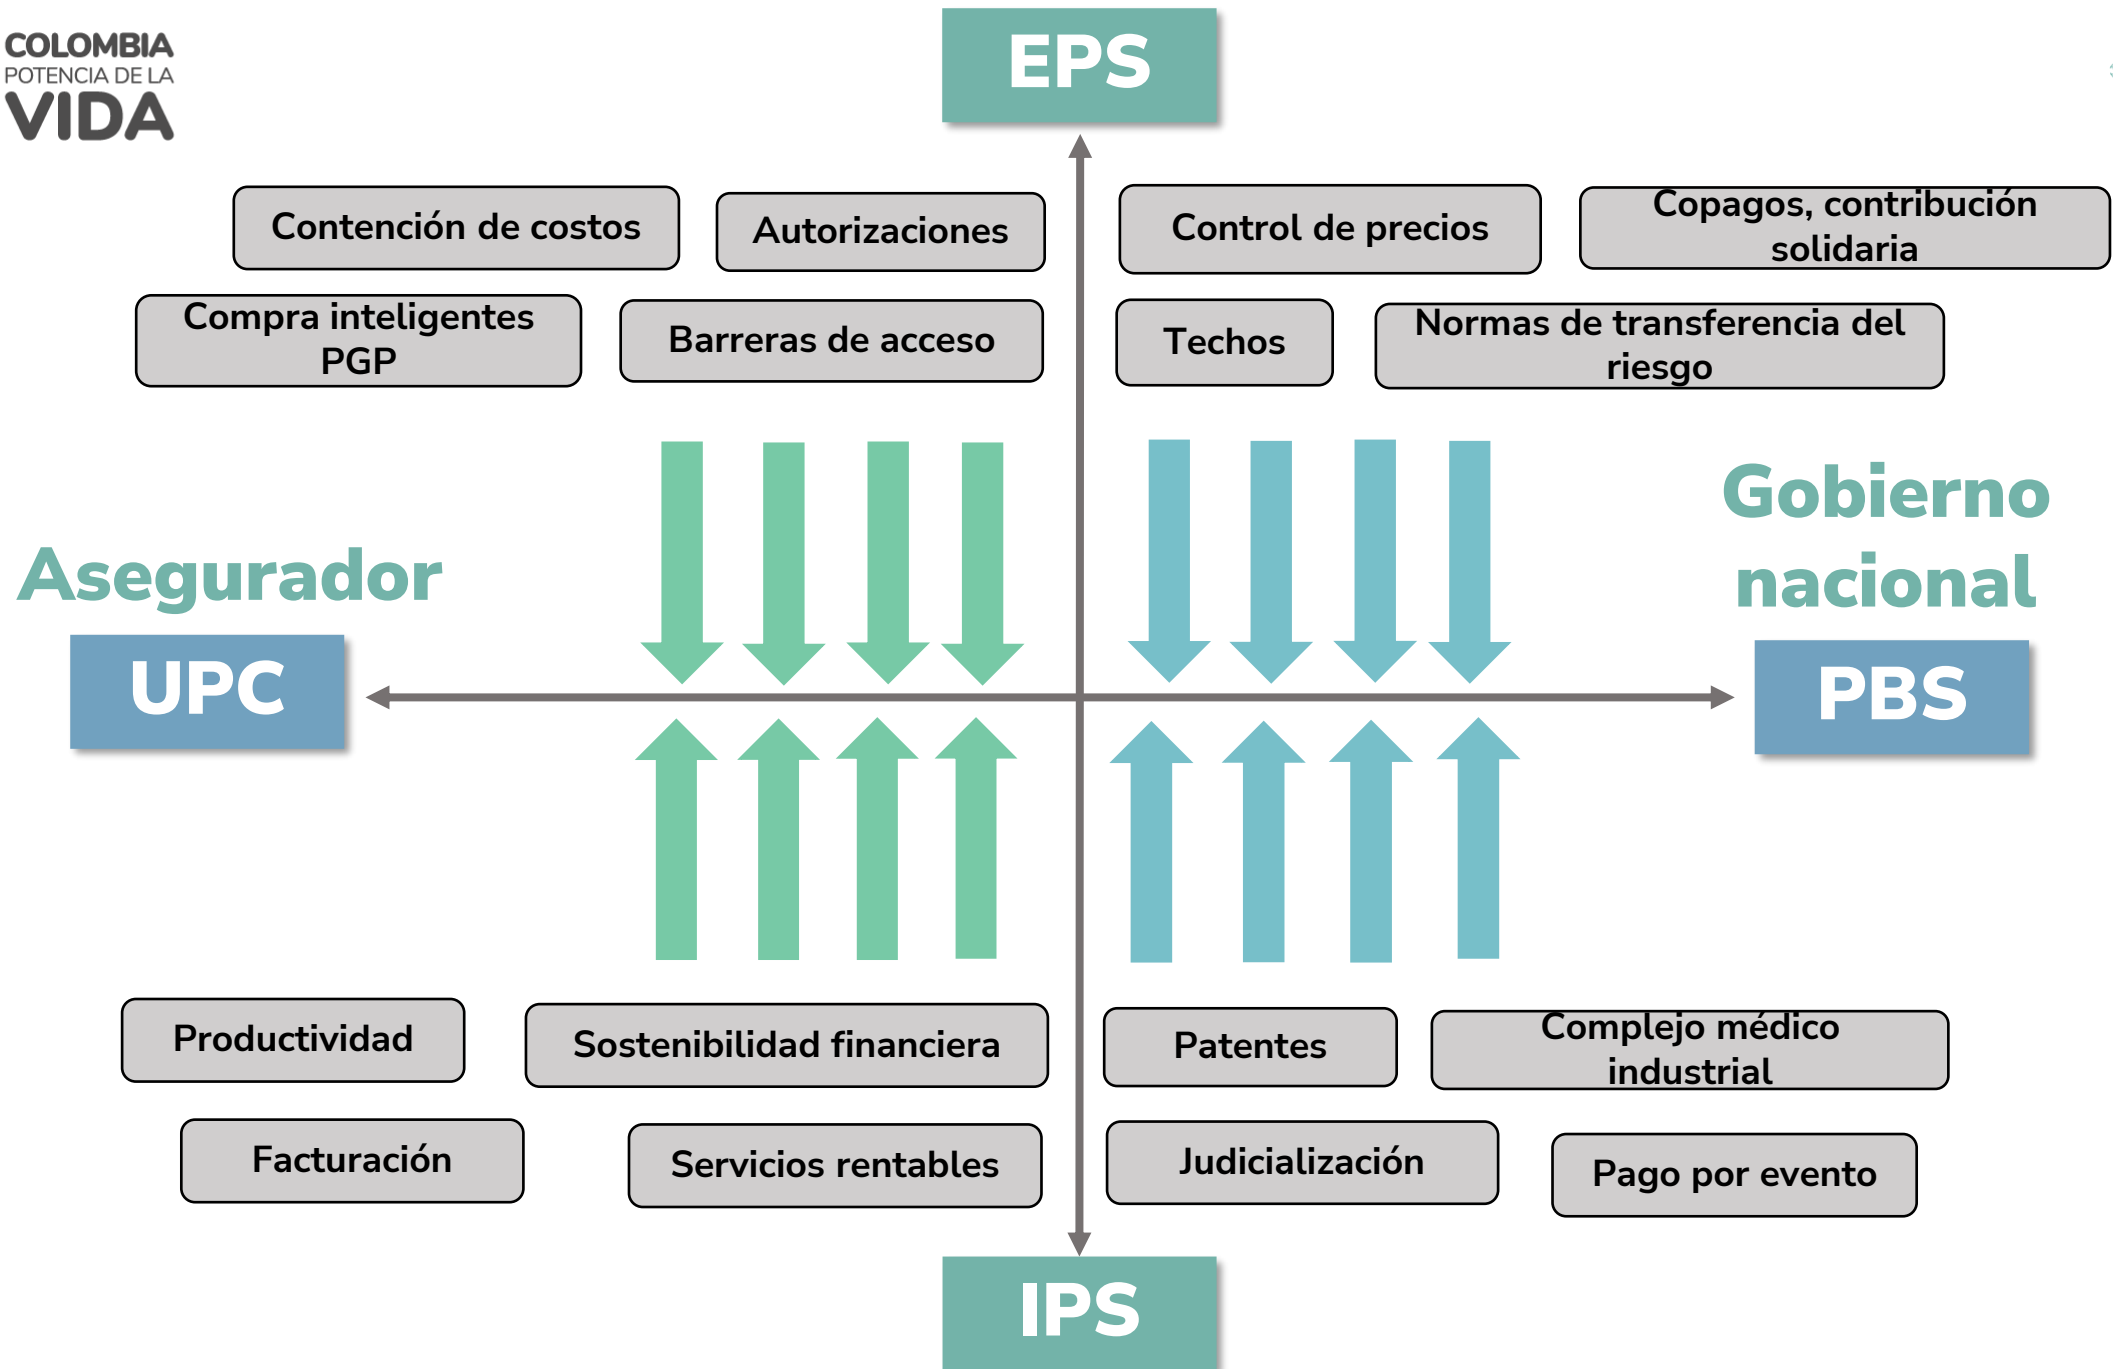 COLOMBIA
POTENCIA DE LA
VIDA
EPS
Contención de costos
Autorizaciones
Control de precios
Copagos, contribución
solidaria
Compra inteligentes
PGP
Barreras de acceso
Techos
Normas de transferencia del
riesgo
Asegurador
UPC
Gobierno
nacional
PBS
Productividad
Sostenibilidad financiera
Patentes
Complejo médico
industrial
Facturación
Servicios rentables
Judicialización
Pago por evento
IPS